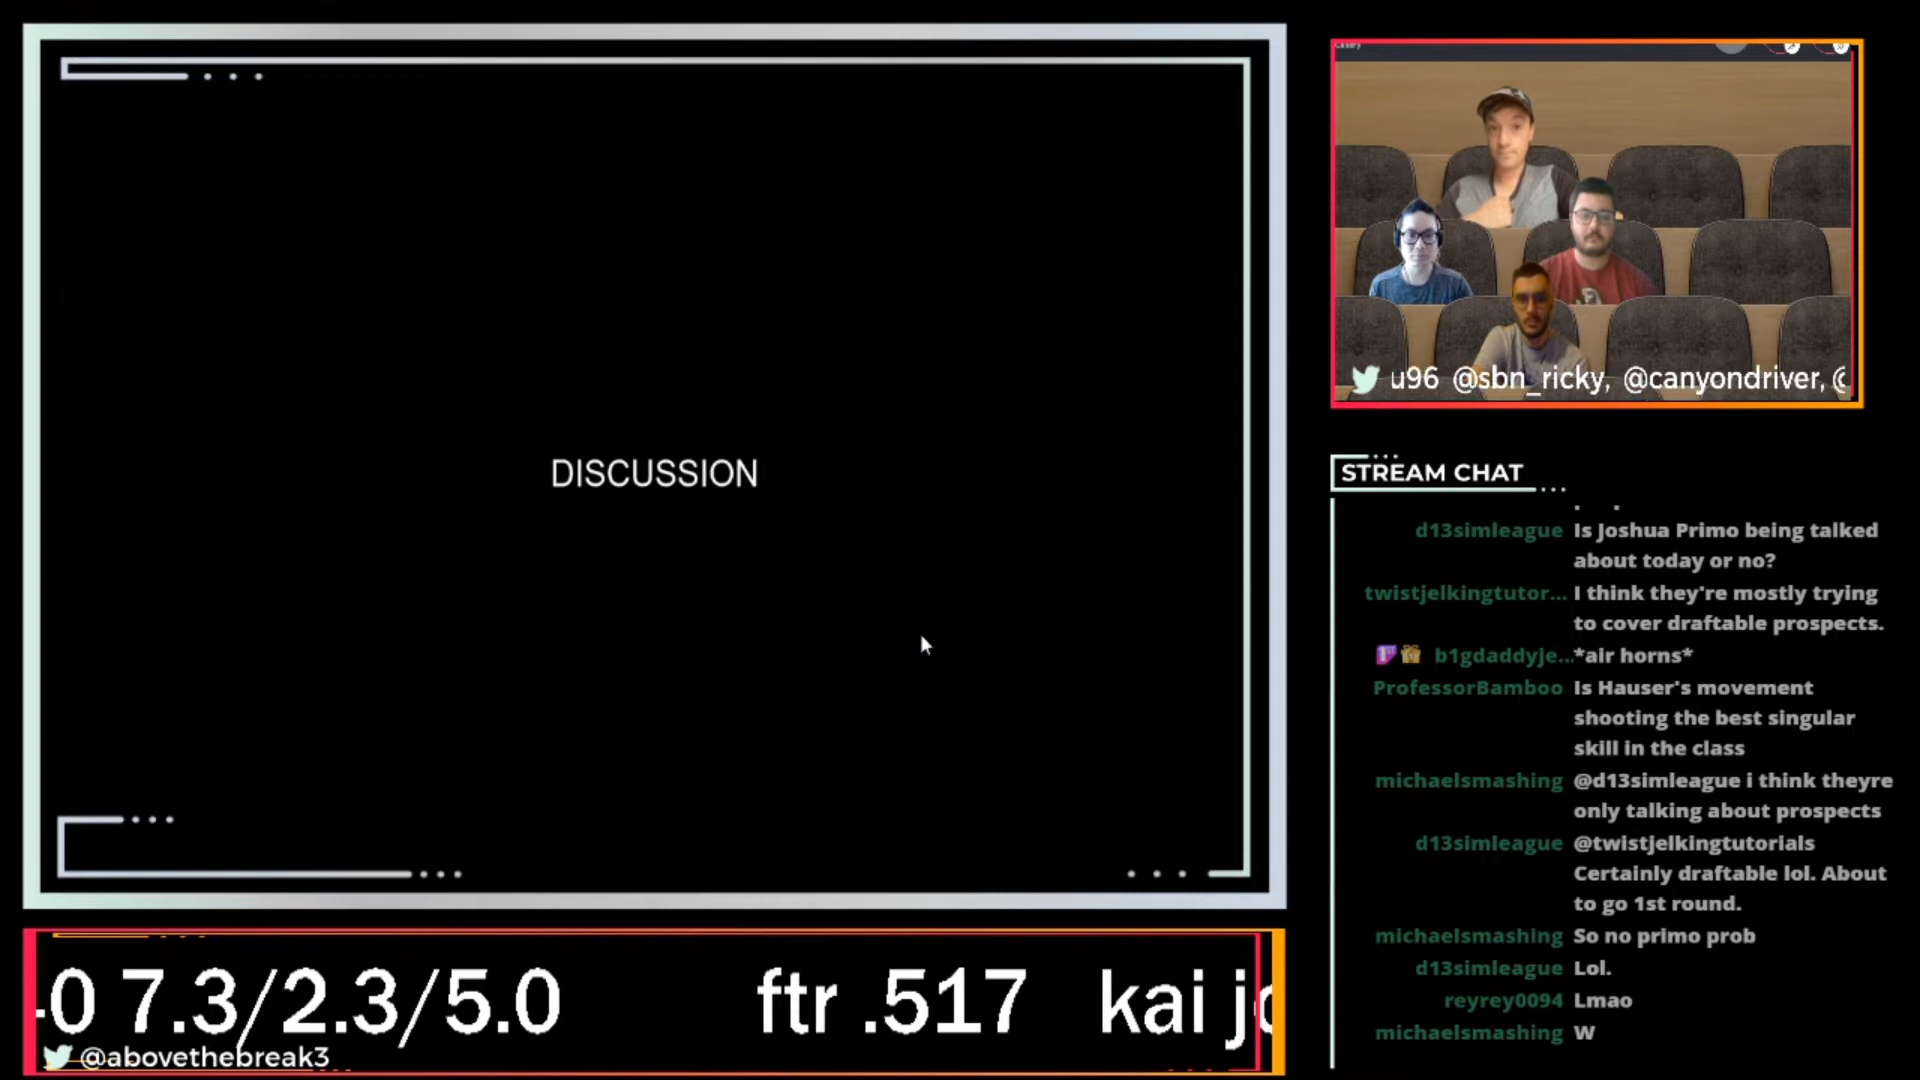 DISCUSSION
u96 @sbn_ricky, @canyondriver, @
STREAM CHAT
d13simleague Is Joshua Primo being talked
about today or no?
twistjelkingtutor... I think they're mostly trying
to cover draftable prospects.
b1gdaddyje... *air horns*
ProfessorBamboo Is Hauser's movement
shooting the best singular
skill in the class
michaelsmashing @d13simleague i think theyre
only talking about prospects
d13simleague @twistjelkingtutorials
Certainly draftable lol. About
to go 1st round.
michaelsmashing So no primo prob
d13simleague Lol.
reyrey0094 Lmao
michaelsmashing W
-0 7.3/2.3/5.0 ftr .517 kai jo
@abovethebreak3